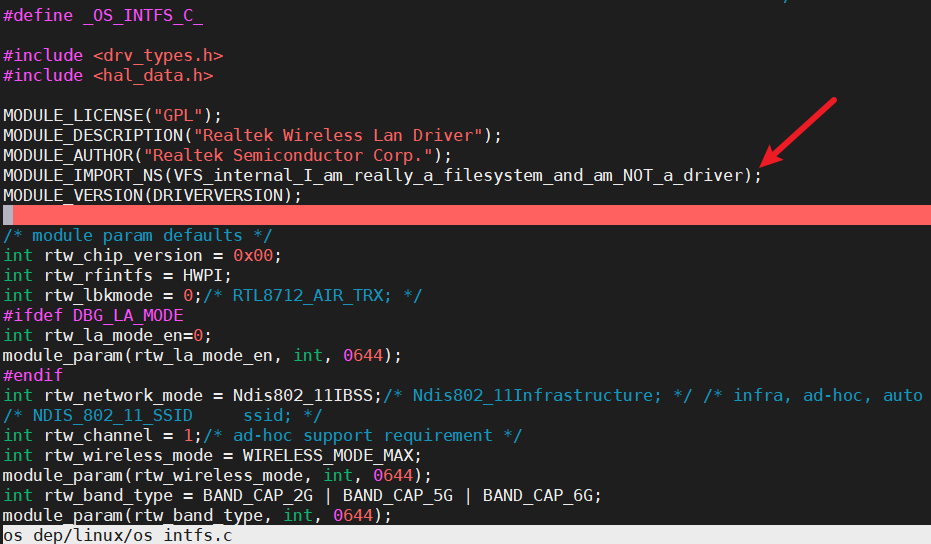 #define _OS_INTFS_C_
#include <drv_types.h>
#include <hal_data.h>
MODULE_LICENSE("GPL");
MODULE_DESCRIPTION("Realtek Wireless Lan Driver");
MODULE_AUTHOR("Realtek Semiconductor Corp.");
MODULE_IMPORT_NS(VFS_internal_I_am_really_a_filesystem_and_am_NOT_a_driver);
MODULE_VERSION(DRIVERVERSION);
/* module param defaults */
int rtw_chip_version = 0x00;
int rtw_rfintfs = HWPI;
int rtw_lbkmode = 0;/* RTL8712_AIR_TRX; */
#ifdef DBG_LA_MODE
int rtw_la_mode_en=0;
module_param(rtw_la_mode_en, int, 0644);
#endif
int rtw_network_mode = Ndis802_11IBSS;/* Ndis802_11Infrastructure; */ /* infra, ad-hoc, auto
/* NDIS_802_11_SSID     ssid; */
int rtw_channel = 1;/* ad-hoc support requirement */
int rtw_wireless_mode = WIRELESS_MODE_MAX;
module_param(rtw_wireless_mode, int, 0644);
int rtw_band_type = BAND_CAP_2G | BAND_CAP_5G | BAND_CAP_6G;
module_param(rtw_band_type, int, 0644);
os_dep/linux/os_intfs.c